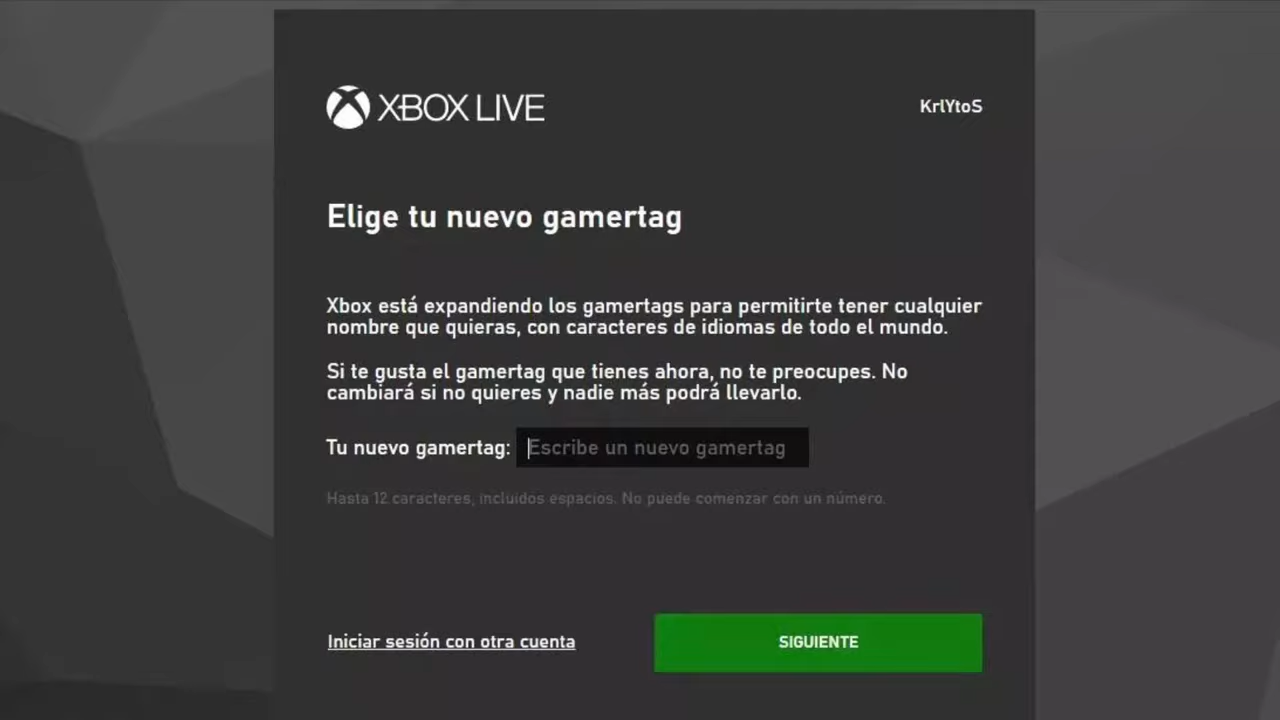 XBOX LIVE
KrlYtoS
Elige tu nuevo gamertag
Xbox está expandiendo los gamertags para permitirte tener cualquier
nombre que quieras, con caracteres de idiomas de todo el mundo.
Si te gusta el gamertag que tienes ahora, no te preocupes. No
cambiará si no quieres y nadie más podrá llevarlo.
Tu nuevo gamertag: Escribe un nuevo gamertag
Hasta 12 caracteres, incluidos espacios. No puede comenzar con un número.
Iniciar sesión con otra cuenta
SIGUIENTE